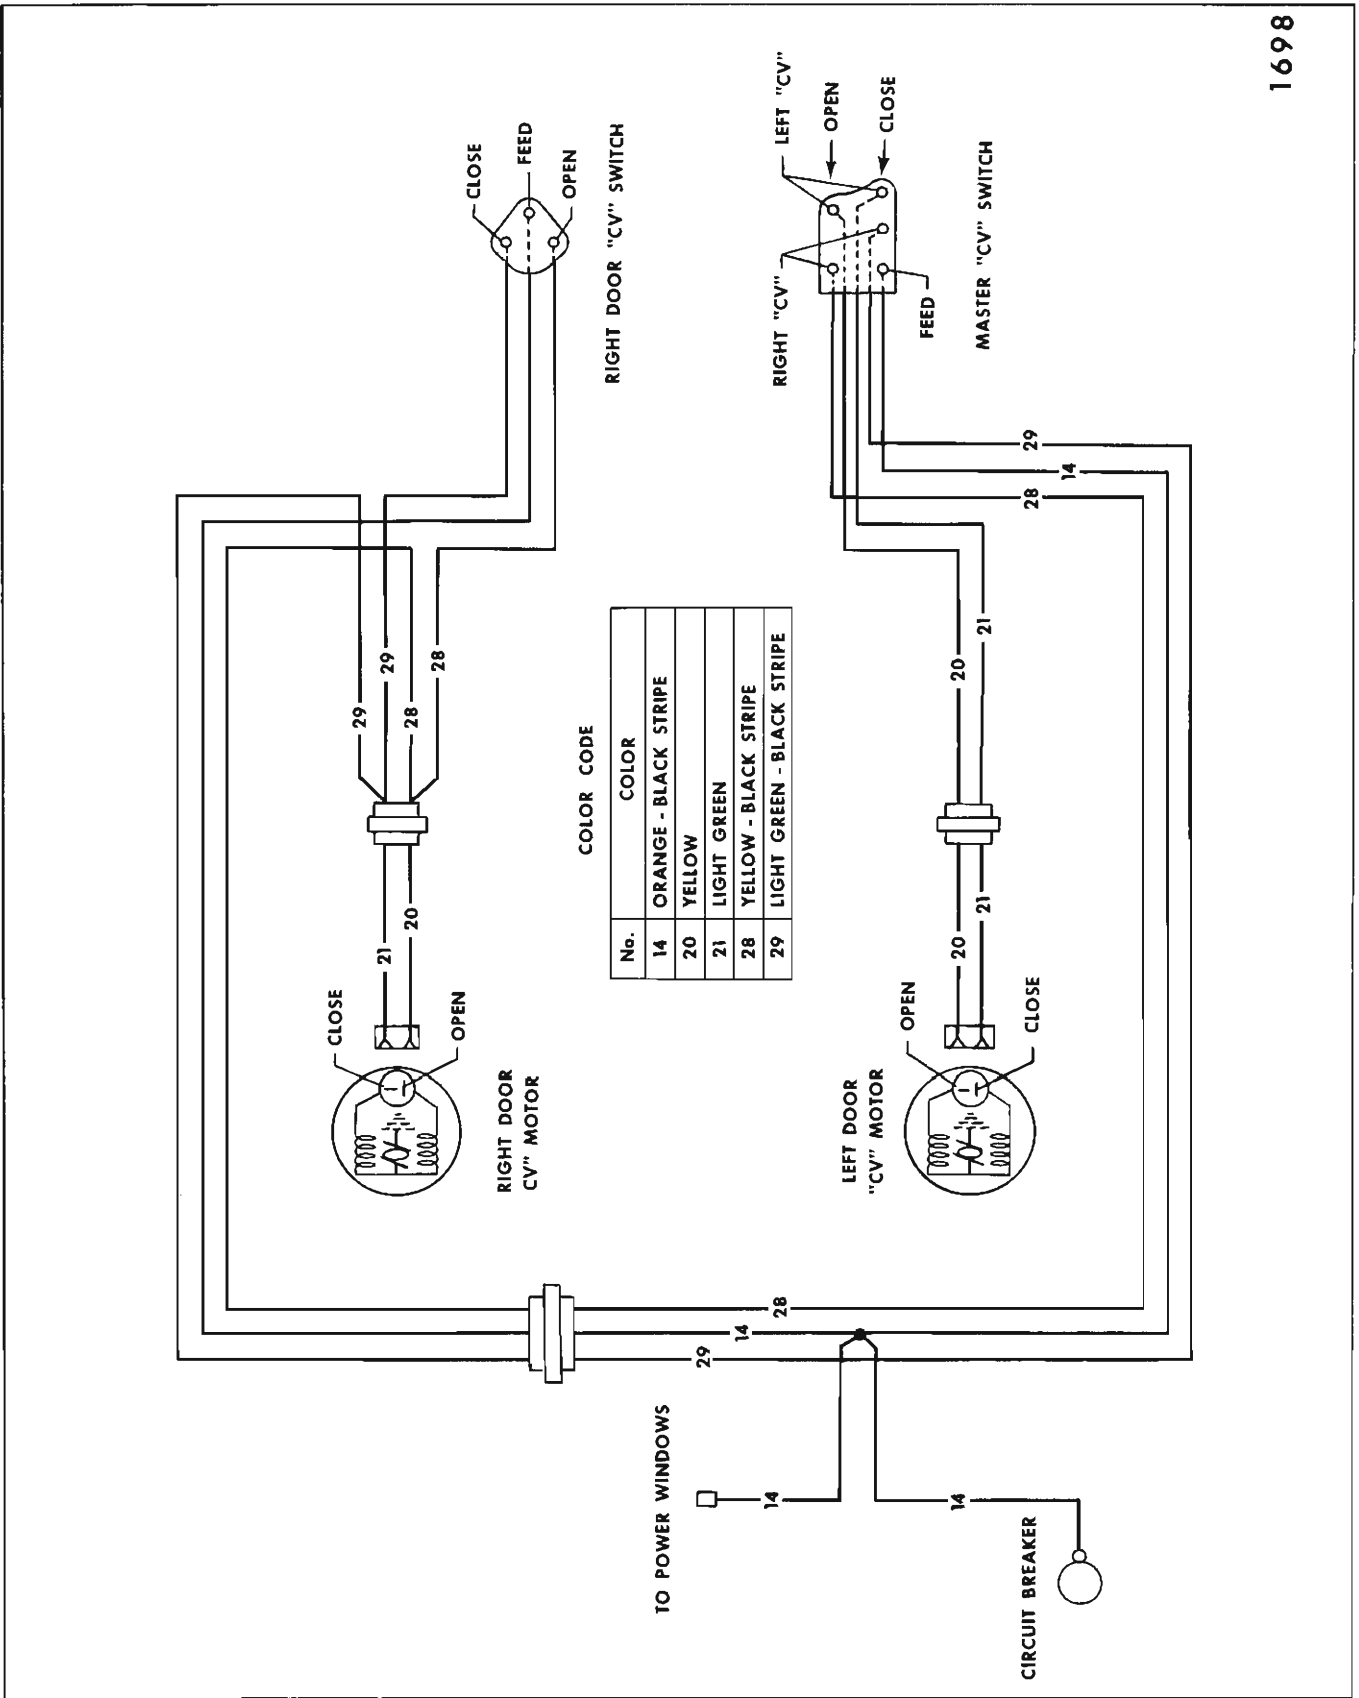 1698
CLOSE
FEED
OPEN
RIGHT DOOR "CV" SWITCH
LEFT "CV"
OPEN
CLOSE
RIGHT "CV"
FEED
MASTER "CV" SWITCH
29
14
28
29
29
28
28
20
21
21
20
20
21
COLOR CODE
No. COLOR
14 ORANGE - BLACK STRIPE
20 YELLOW
21 LIGHT GREEN
28 YELLOW - BLACK STRIPE
29 LIGHT GREEN - BLACK STRIPE
CLOSE
OPEN
RIGHT DOOR
CV" MOTOR
OPEN
CLOSE
LEFT DOOR
"CV" MOTOR
28
14
29
TO POWER WINDOWS
14
14
CIRCUIT BREAKER